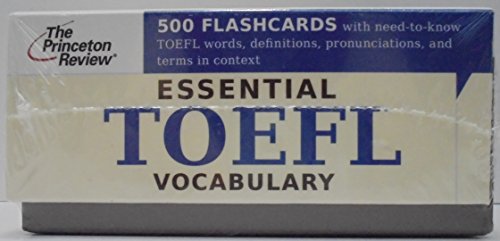 The
Princeton
Review®
500 FLASHCARDS with need-to-know
TOEFL words, definitions, pronunciations, and
terms in context
ESSENTIAL
TOEFL
VOCABULARY